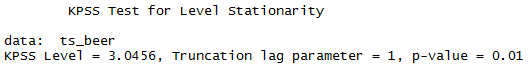 KPSS Test for Level Stationarity
data:  ts_beer
KPSS Level = 3.0456, Truncation lag parameter = 1, p-value = 0.01